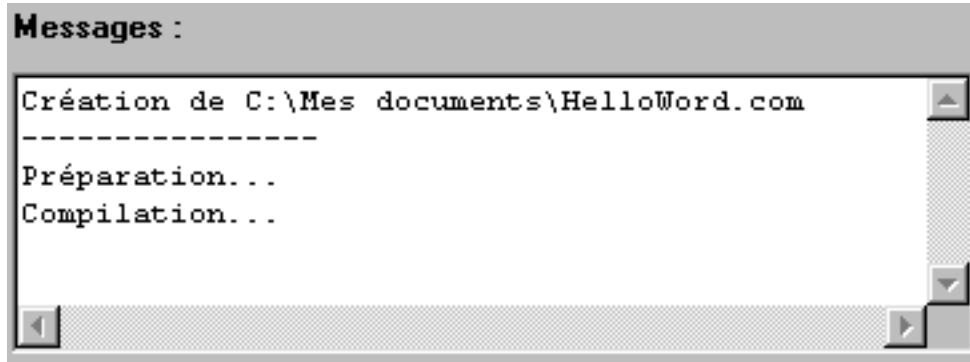 Messages :
Création de C:\Mes documents\HelloWord.com
----------------
Préparation...
Compilation...